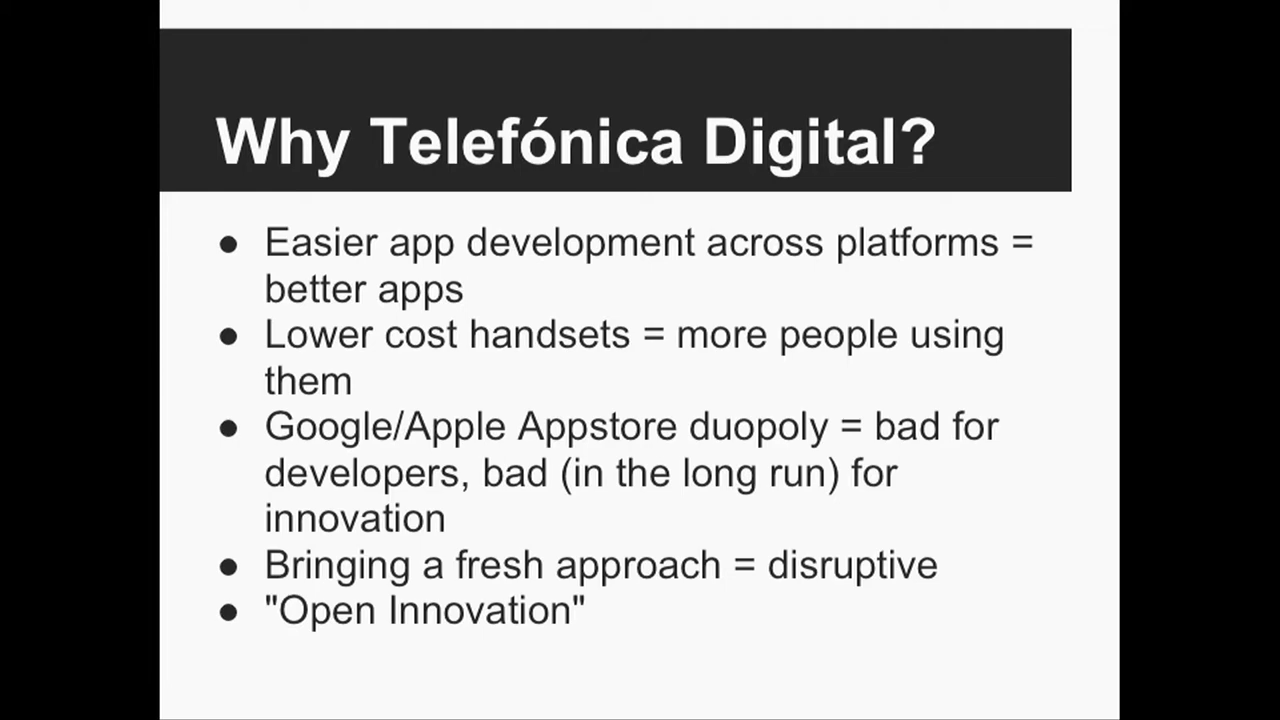 Why Telefónica Digital?
● Easier app development across platforms =
better apps
● Lower cost handsets = more people using
them
● Google/Apple Appstore duopoly = bad for
developers, bad (in the long run) for
innovation
● Bringing a fresh approach = disruptive
● "Open Innovation"